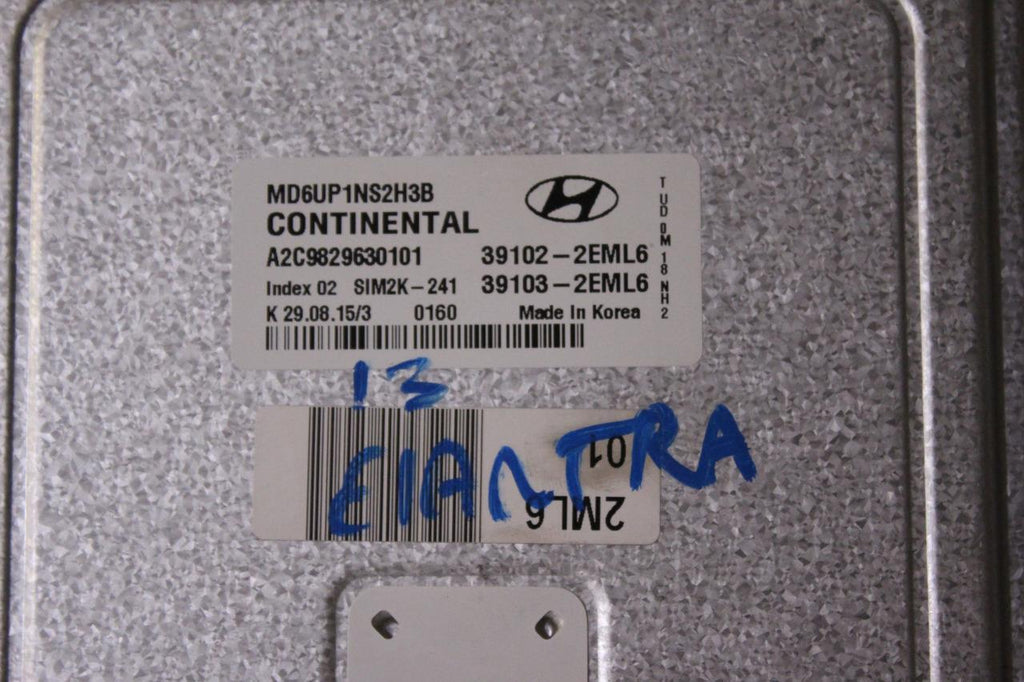 MD6UP1NS2H3B
CONTINENTAL
A2C9829630101 39102-2EML6
Index 02 SIM2K-241 39103-2EML6
K 29.08.15/3 0160 Made In Korea
TUD 0M 18 NH2
13
ElANTRA
2ML6
01